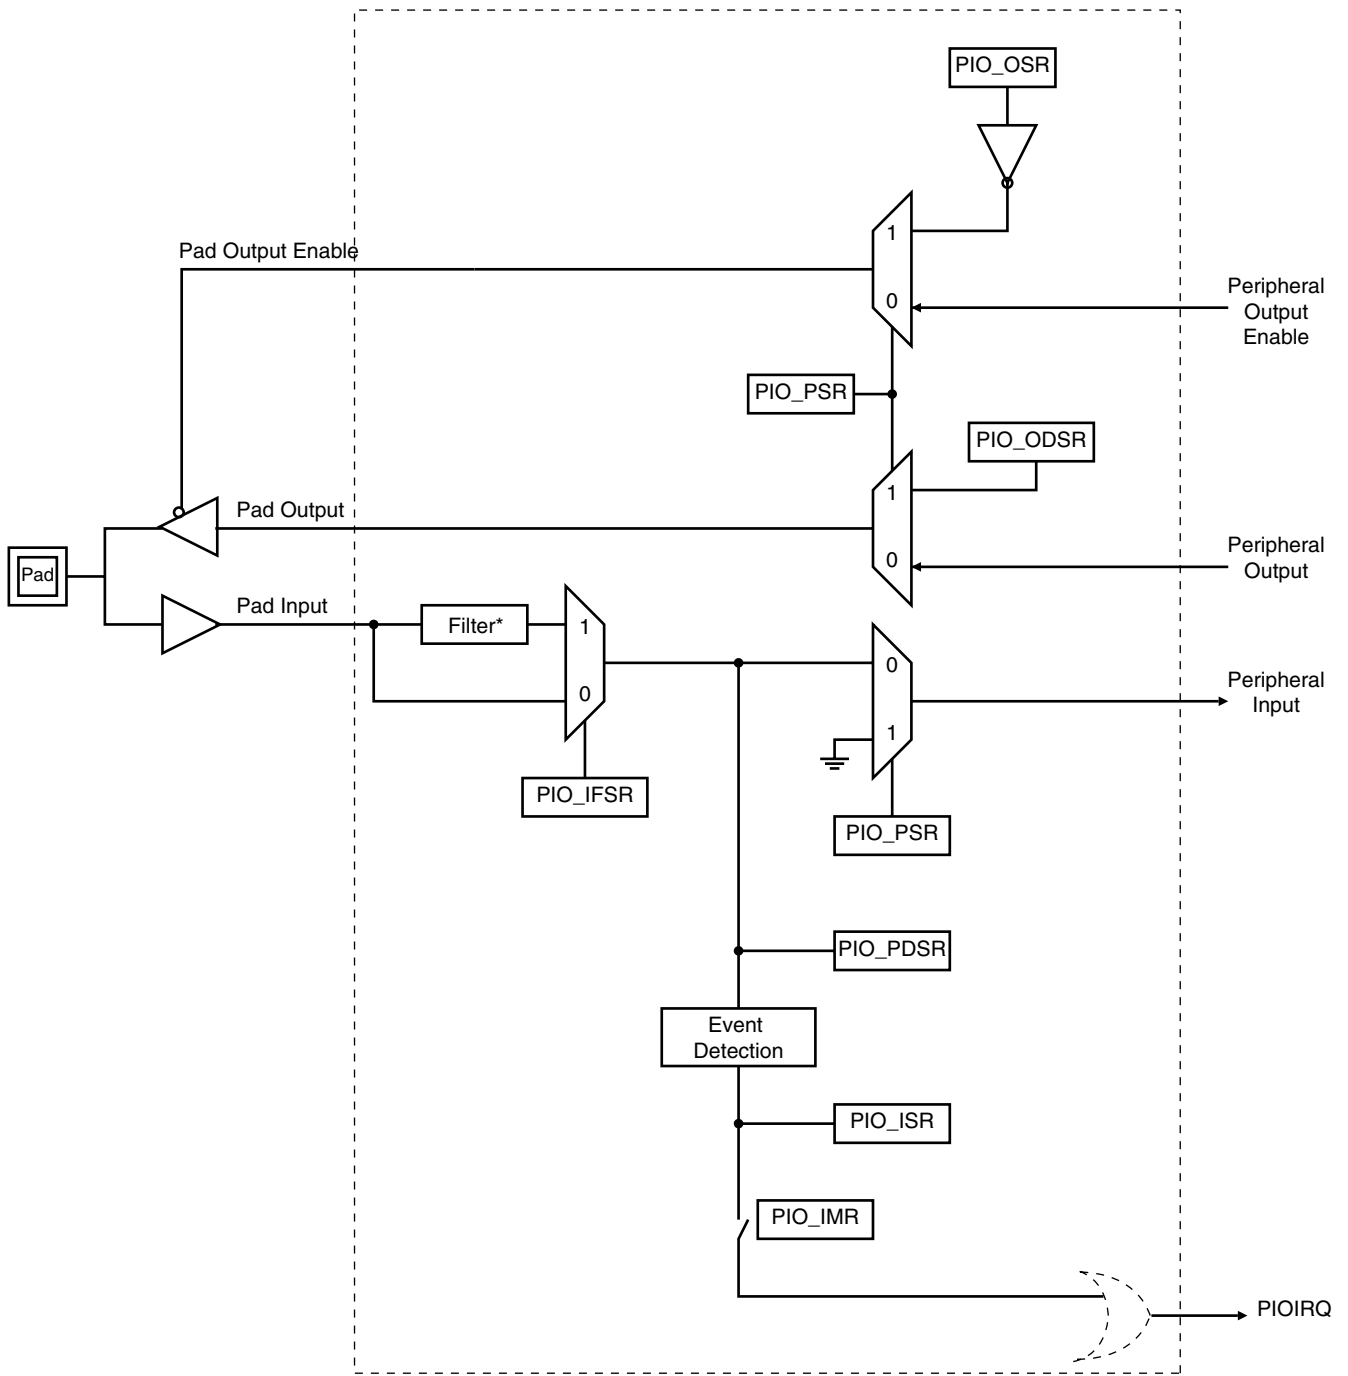 PIO_OSR
1
Pad Output Enable
0
Peripheral
Output
Enable
PIO_PSR
PIO_ODSR
1
Pad Output
0
Peripheral
Output
Pad
Pad Input
Filter*
1
0
0
1
Peripheral
Input
PIO_IFSR
PIO_PSR
PIO_PDSR
Event
Detection
PIO_ISR
PIO_IMR
PIOIRQ